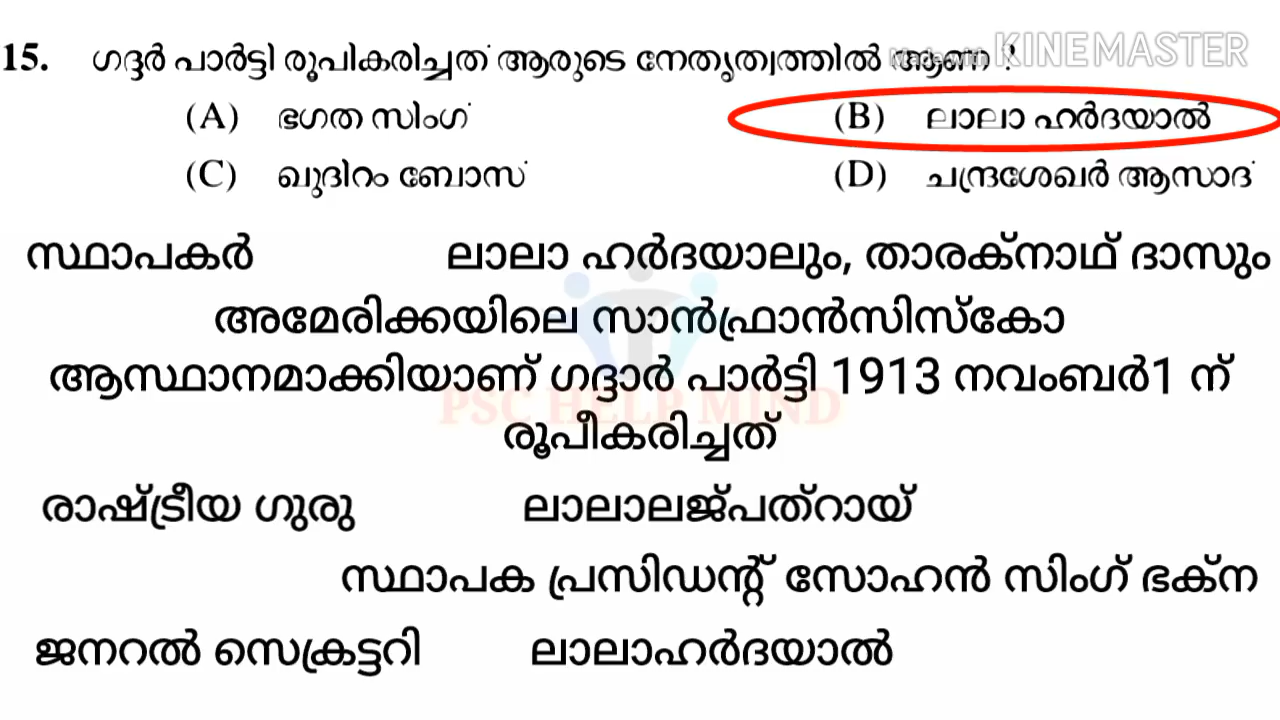 15. ഗദ്ദർ പാർട്ടി രൂപികരിച്ചത് ആരുടെ നേതൃത്വത്തിൽ ആണ് ?
Made with KINEMASTER
(A) ഭഗത് സിംഗ് (B) ലാലാ ഹർദയാൽ
(C) ഖുദിറം ബോസ് (D) ചന്ദ്രശേഖർ ആസാദ്
സ്ഥാപകർ ലാലാ ഹർദയാലും, താരക്നാഥ് ദാസും
അമേരിക്കയിലെ സാൻഫ്രാൻസിസ്കോ
ആസ്ഥാനമാക്കിയാണ് ഗദ്ദാർ പാർട്ടി 1913 നവംബർ1 ന്
PSC HELP MIND
രൂപീകരിച്ചത്
രാഷ്ട്രീയ ഗുരു ലാലാലജ്പത്റായ്
സ്ഥാപക പ്രസിഡന്റ് സോഹൻ സിംഗ് ഭക്ന
ജനറൽ സെക്രട്ടറി ലാലാഹർദയാൽ